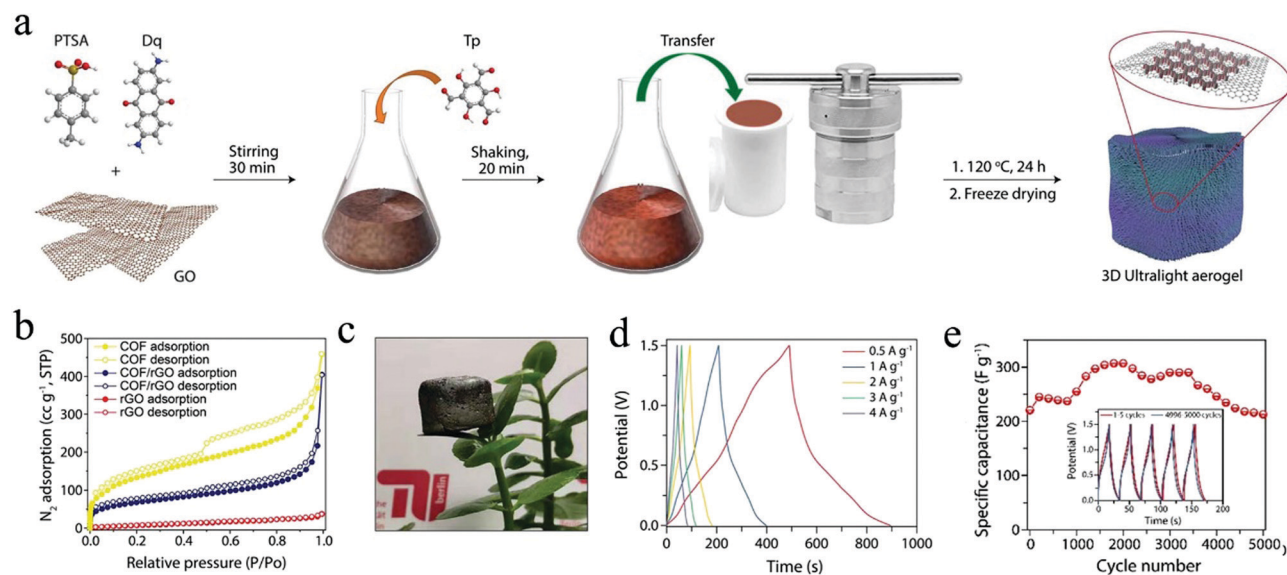 a
PTSA
Dq
+
GO
Stirring
30 min
Tp
Shaking,
20 min
Transfer
1. 120 °C, 24 h
2. Freeze drying
3D Ultralight aerogel
b
N2 adsorption (cc g-1, STP)
500
400
300
200
100
0
COF adsorption
COF desorption
COF/rGO adsorption
COF/rGO desorption
rGO adsorption
rGO desorption
0.0 0.2 0.4 0.6 0.8 1.0
Relative pressure (P/Po)
c
berlin
d
Potential (V)
1.5
1.0
0.5
0.0
0.5 A g-1
1 A g-1
2 A g-1
3 A g-1
4 A g-1
0 200 400 600 800 1000
Time (s)
e
Specific capacitance (F g-1)
300
150
0
1-5 cycles
4996-5000 cycles
Potential (V)
1.5
1.0
0.5
0.0
0 50 100 150 200
Time (s)
0 1000 2000 3000 4000 5000
Cycle number